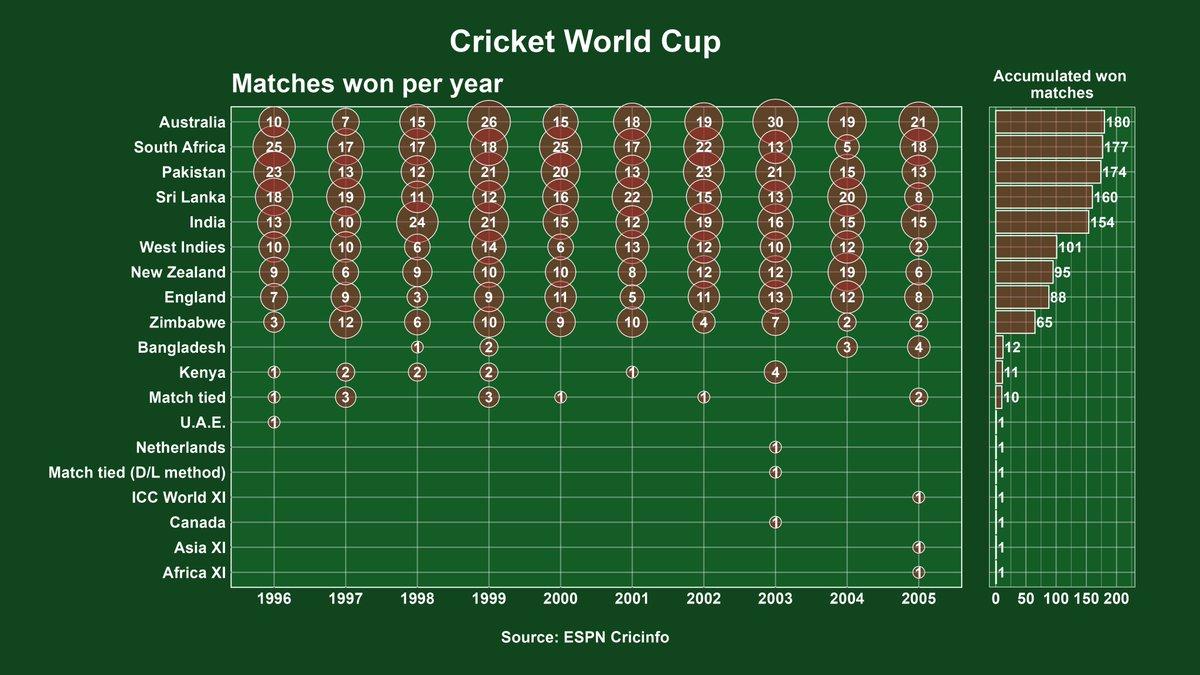 Cricket World Cup
Matches won per year
Accumulated won
matches
Australia 10 7 15 26 15 18 19 30 19 21 180
South Africa 25 17 17 18 25 17 22 13 5 18 177
Pakistan 23 13 12 21 20 13 23 21 15 13 174
Sri Lanka 18 19 11 12 16 22 15 13 20 8 160
India 13 10 24 21 15 12 19 16 15 15 154
West Indies 10 10 6 14 6 13 12 10 12 2 101
New Zealand 9 6 9 10 10 8 12 12 19 6 95
England 7 9 3 9 11 5 11 13 12 8 88
Zimbabwe 3 12 6 10 9 10 4 7 2 2 65
Bangladesh 1 2 3 4 12
Kenya 1 2 2 2 1 4 11
Match tied 1 3 3 1 1 2 10
U.A.E. 1 1
Netherlands 1 1
Match tied (D/L method) 1 1
ICC World XI 1 1
Canada 1 1
Asia XI 1 1
Africa XI 1 1
1996 1997 1998 1999 2000 2001 2002 2003 2004 2005 0 50 100 150 200
Source: ESPN Cricinfo